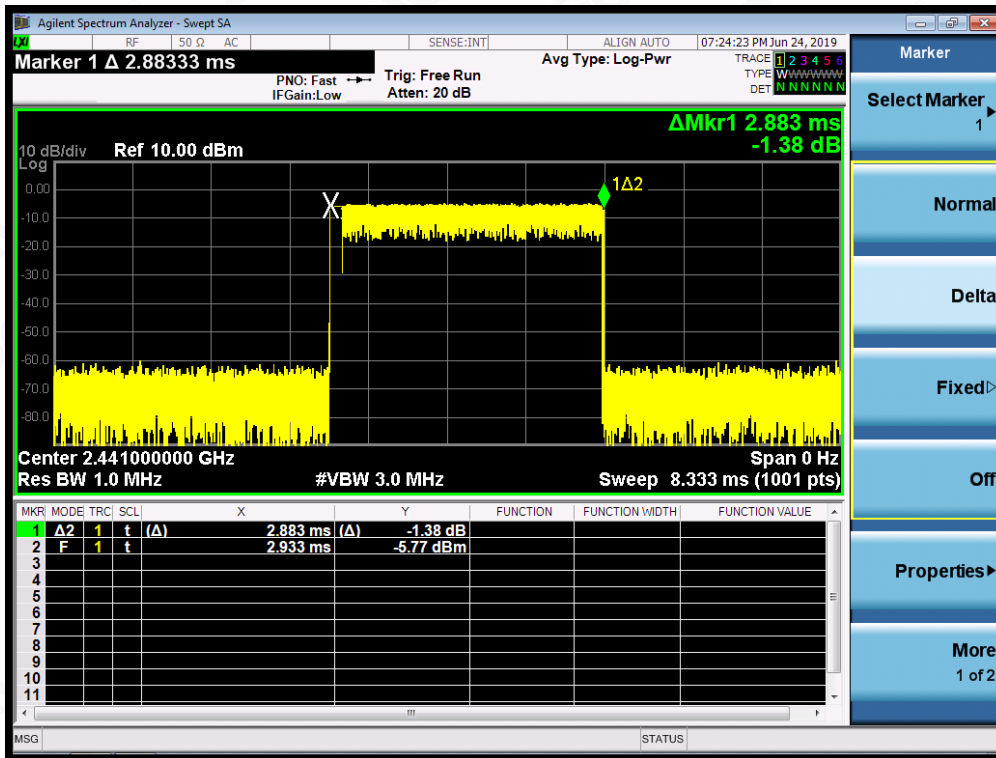 Agilent Spectrum Analyzer - Swept SA
LXI RF 50 Ω AC SENSE:INT ALIGN AUTO 07:24:23 PM Jun 24, 2019
Marker 1 Δ 2.88333 ms
PNO: Fast
IFGain:Low
Trig: Free Run
Atten: 20 dB
Avg Type: Log-Pwr
TRACE 1 2 3 4 5 6
TYPE WWWWWW
DET N N N N N N
ΔMkr1 2.883 ms
-1.38 dB
10 dB/div Ref 10.00 dBm
Log
0.00
-10.0
-20.0
-30.0
-40.0
-50.0
-60.0
-70.0
-80.0
1Δ2
X
Center 2.441000000 GHz Span 0 Hz
Res BW 1.0 MHz #VBW 3.0 MHz Sweep 8.333 ms (1001 pts)
MKR MODE TRC SCL X Y FUNCTION FUNCTION WIDTH FUNCTION VALUE
1 Δ2 1 t (Δ) 2.883 ms (Δ) -1.38 dB
2 F 1 t 2.933 ms -5.77 dBm
3
4
5
6
7
8
9
10
11
MSG STATUS
Marker
Select Marker
1
Normal
Delta
Fixed
Off
Properties
More
1 of 2